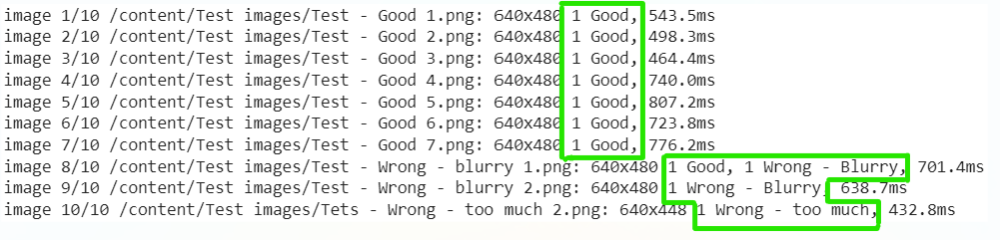 image 1/10 /content/Test images/Test - Good 1.png: 640x480 1 Good, 543.5ms
image 2/10 /content/Test images/Test - Good 2.png: 640x480 1 Good, 498.3ms
image 3/10 /content/Test images/Test - Good 3.png: 640x480 1 Good, 464.4ms
image 4/10 /content/Test images/Test - Good 4.png: 640x480 1 Good, 740.0ms
image 5/10 /content/Test images/Test - Good 5.png: 640x480 1 Good, 807.2ms
image 6/10 /content/Test images/Test - Good 6.png: 640x480 1 Good, 723.8ms
image 7/10 /content/Test images/Test - Good 7.png: 640x480 1 Good, 776.2ms
image 8/10 /content/Test images/Test - Wrong - blurry 1.png: 640x480 1 Good, 1 Wrong - Blurry, 701.4ms
image 9/10 /content/Test images/Test - Wrong - blurry 2.png: 640x480 1 Wrong - Blurry, 638.7ms
image 10/10 /content/Test images/Tets - Wrong - too much 2.png: 640x448 1 Wrong - too much, 432.8ms